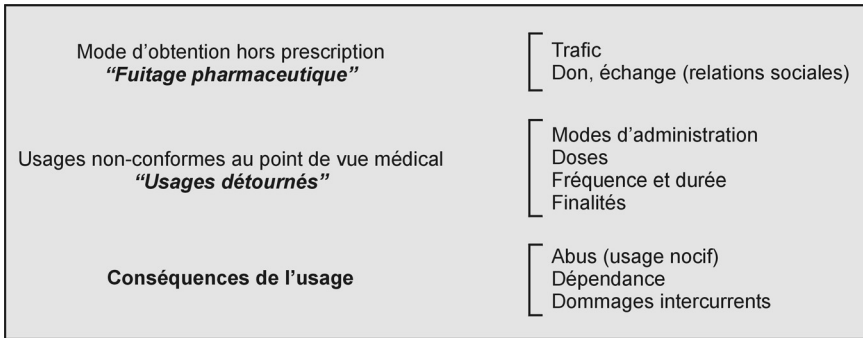 Mode d’obtention hors prescription
“Fuitage pharmaceutique”
Trafic
Don, échange (relations sociales)
Usages non-conformes au point de vue médical
“Usages détournés”
Modes d’administration
Doses
Fréquence et durée
Finalités
Conséquences de l’usage
Abus (usage nocif)
Dépendance
Dommages intercurrents